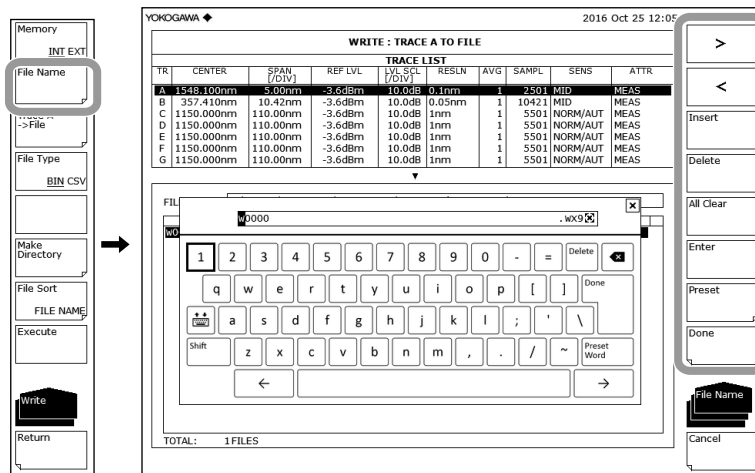 Memory
INT EXT
File Name
Trace A
->File
File Type
BIN CSV
Make
Directory
File Sort
FILE NAME
Execute
Write
Return
YOKOGAWA ◆ 2016 Oct 25 12:05
WRITE : TRACE A TO FILE
TRACE LIST
TR CENTER SPAN [/DIV] REF LVL LVL SCL [/DIV] RESLN AVG SAMPL SENS ATTR
A 1548.100nm 5.00nm -3.6dBm 10.0dB 0.1nm 1 2501 MID MEAS
B 357.410nm 10.42nm -3.6dBm 10.0dB 0.05nm 1 10421 MID MEAS
C 1150.000nm 110.00nm -3.6dBm 10.0dB 1nm 1 5501 NORM/AUT MEAS
D 1150.000nm 110.00nm -3.6dBm 10.0dB 1nm 1 5501 NORM/AUT MEAS
E 1150.000nm 110.00nm -3.6dBm 10.0dB 1nm 1 5501 NORM/AUT MEAS
F 1150.000nm 110.00nm -3.6dBm 10.0dB 1nm 1 5501 NORM/AUT MEAS
G 1150.000nm 110.00nm -3.6dBm 10.0dB 1nm 1 5501 NORM/AUT MEAS
▼
FIL
WO
W0000 .WX9
1 2 3 4 5 6 7 8 9 0 - = Delete
q w e r t y u i o p [ ] Done
a s d f g h j k l ; ' \
Shift z x c v b n m , . / ~ Preset Word
← →
TOTAL: 1 FILES
>
<
Insert
Delete
All Clear
Enter
Preset
Done
File Name
Cancel